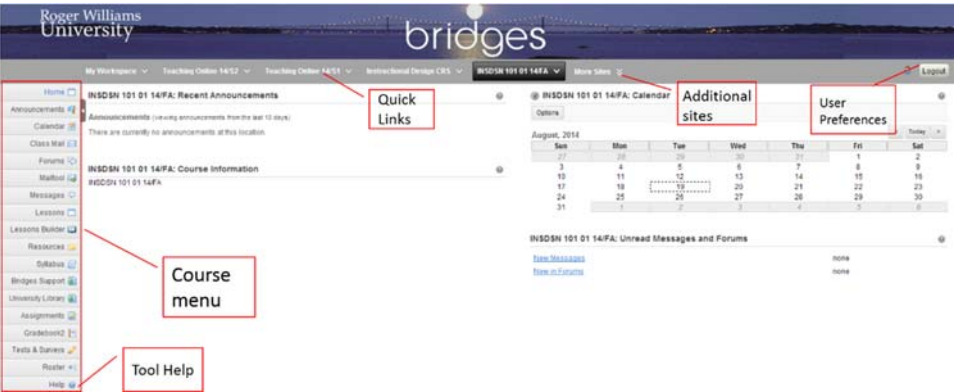 Roger Williams
University
bridges
My Workspace
Teaching Online 14/S2
Teaching Online 14/S1
Instructional Design CRS
INSDSN 101 01 14/FA
More Sites
Logout
Home
Announcements
Calendar
Class Mail
Forums
Mailtool
Messages
Lessons
Lessons Builder
Resources
Syllabus
Bridges Support
University Library
Assignments
Gradebook2
Tests & Surveys
Roster
Help
INSDSN 101 01 14/FA: Recent Announcements
Announcements (viewing announcements from the last 10 days)
There are currently no announcements at this location.
INSDSN 101 01 14/FA: Course Information
INSDSN 101 01 14/FA
Quick
Links
Course
menu
Tool Help
INSDSN 101 01 14/FA: Calendar
Additional
sites
User
Preferences
Options
August, 2014
Today
Sun Mon Tue Wed Thu Fri Sat
27 28 29 30 31 1 2
3 4 5 6 7 8 9
10 11 12 13 14 15 16
17 18 19 20 21 22 23
24 25 26 27 28 29 30
31 1 2 3 4 5 6
INSDSN 101 01 14/FA: Unread Messages and Forums
New Messages none
New in Forums none